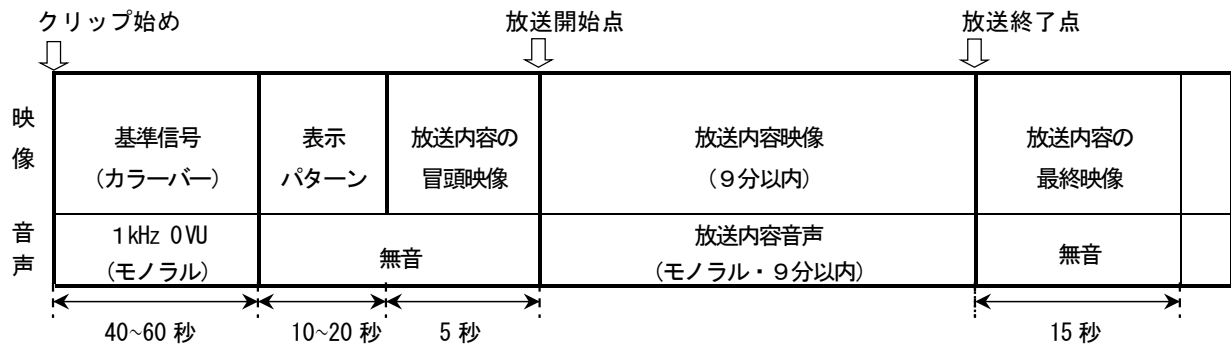 クリップ始め
放送開始点
放送終了点
映像
基準信号
(カラーバー)
表示
パターン
放送内容の
冒頭映像
放送内容映像
(9分以内)
放送内容の
最終映像
音声
1kHz 0VU
(モノラル)
無音
放送内容音声
(モノラル・9分以内)
無音
40~60 秒
10~20 秒
5 秒
15 秒